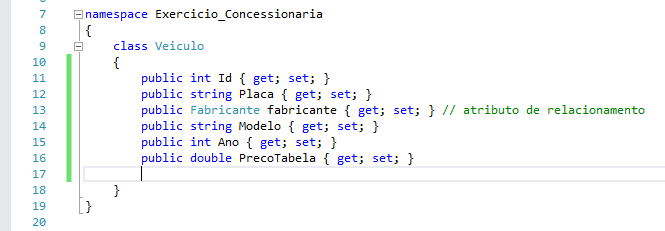 7 namespace Exercicio_Concessionaria
8 {
9 class Veiculo
10 {
11 public int Id { get; set; }
12 public string Placa { get; set; }
13 public Fabricante fabricante { get; set; } // atributo de relacionamento
14 public string Modelo { get; set; }
15 public int Ano { get; set; }
16 public double PrecoTabela { get; set; }
17
18 }
19 }
20